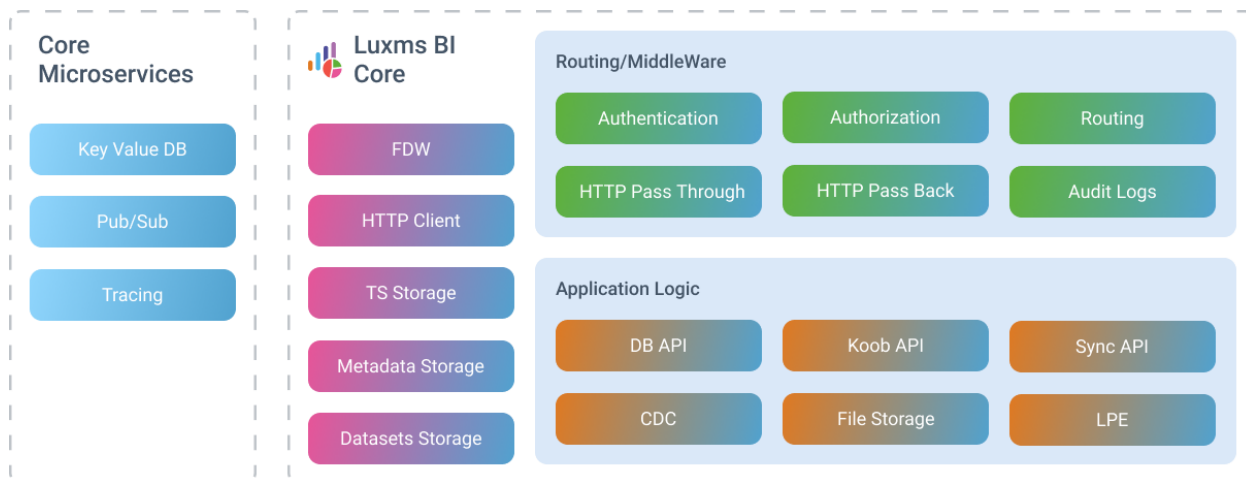 Core
Microservices
Key Value DB
Pub/Sub
Tracing
Luxms BI
Core
FDW
HTTP Client
TS Storage
Metadata Storage
Datasets Storage
Routing/MiddleWare
Authentication
Authorization
Routing
HTTP Pass Through
HTTP Pass Back
Audit Logs
Application Logic
DB API
Koob API
Sync API
CDC
File Storage
LPE